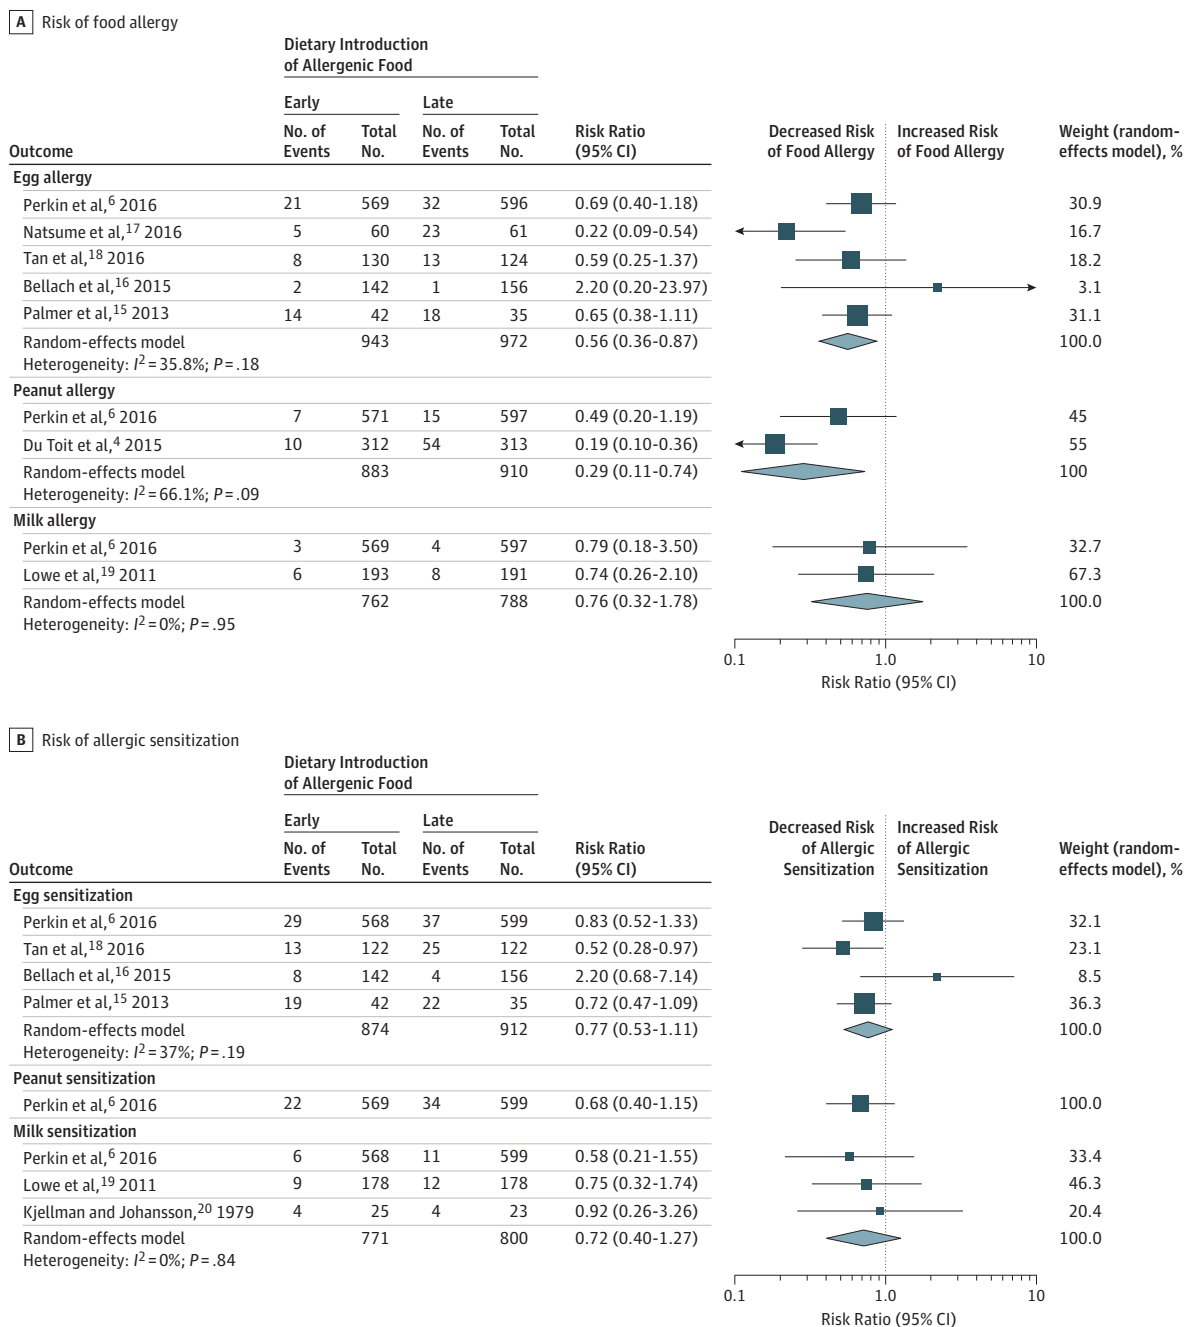 A Risk of food allergy
Dietary Introduction
of Allergenic Food
Early Late
No. of Total No. of Total Risk Ratio Decreased Risk Increased Risk Weight (random-
Outcome Events No. Events No. (95% CI) of Food Allergy of Food Allergy effects model), %
Egg allergy
Perkin et al,6 2016 21 569 32 596 0.69 (0.40-1.18) 30.9
Natsume et al,17 2016 5 60 23 61 0.22 (0.09-0.54) 16.7
Tan et al,18 2016 8 130 13 124 0.59 (0.25-1.37) 18.2
Bellach et al,16 2015 2 142 1 156 2.20 (0.20-23.97) 3.1
Palmer et al,15 2013 14 42 18 35 0.65 (0.38-1.11) 31.1
Random-effects model 943 972 0.56 (0.36-0.87) 100.0
Heterogeneity: I2 = 35.8%; P = .18
Peanut allergy
Perkin et al,6 2016 7 571 15 597 0.49 (0.20-1.19) 45
Du Toit et al,4 2015 10 312 54 313 0.19 (0.10-0.36) 55
Random-effects model 883 910 0.29 (0.11-0.74) 100
Heterogeneity: I2 = 66.1%; P = .09
Milk allergy
Perkin et al,6 2016 3 569 4 597 0.79 (0.18-3.50) 32.7
Lowe et al,19 2011 6 193 8 191 0.74 (0.26-2.10) 67.3
Random-effects model 762 788 0.76 (0.32-1.78) 100.0
Heterogeneity: I2 = 0%; P = .95
0.1 1.0 10
Risk Ratio (95% CI)
B Risk of allergic sensitization
Dietary Introduction
of Allergenic Food
Early Late Decreased Risk Increased Risk
No. of Total No. of Total Risk Ratio of Allergic of Allergic Weight (random-
Outcome Events No. Events No. (95% CI) Sensitization Sensitization effects model), %
Egg sensitization
Perkin et al,6 2016 29 568 37 599 0.83 (0.52-1.33) 32.1
Tan et al,18 2016 13 122 25 122 0.52 (0.28-0.97) 23.1
Bellach et al,16 2015 8 142 4 156 2.20 (0.68-7.14) 8.5
Palmer et al,15 2013 19 42 22 35 0.72 (0.47-1.09) 36.3
Random-effects model 874 912 0.77 (0.53-1.11) 100.0
Heterogeneity: I2 = 37%; P = .19
Peanut sensitization
Perkin et al,6 2016 22 569 34 599 0.68 (0.40-1.15) 100.0
Milk sensitization
Perkin et al,6 2016 6 568 11 599 0.58 (0.21-1.55) 33.4
Lowe et al,19 2011 9 178 12 178 0.75 (0.32-1.74) 46.3
Kjellman and Johansson,20 1979 4 25 4 23 0.92 (0.26-3.26) 20.4
Random-effects model 771 800 0.72 (0.40-1.27) 100.0
Heterogeneity: I2 = 0%; P = .84
0.1 1.0 10
Risk Ratio (95% CI)